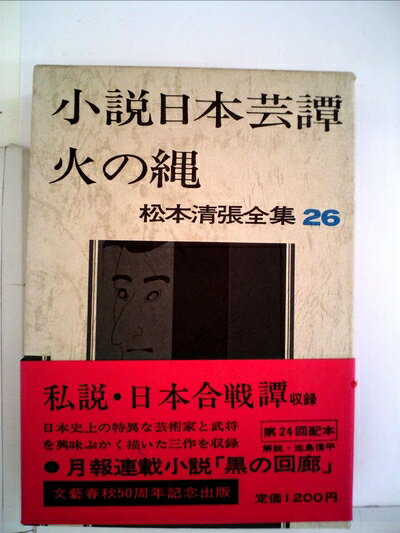 小説日本芸譚
火の縄
松本清張全集 26
私説・日本合戦譚 収録
日本史上の特異な芸術家と武将
を興味ぶかく描いた三作を収録
第24回配本
解説・池島信平
●月報連載小説「黒の回廊」
文藝春秋50周年記念出版
定価1200円